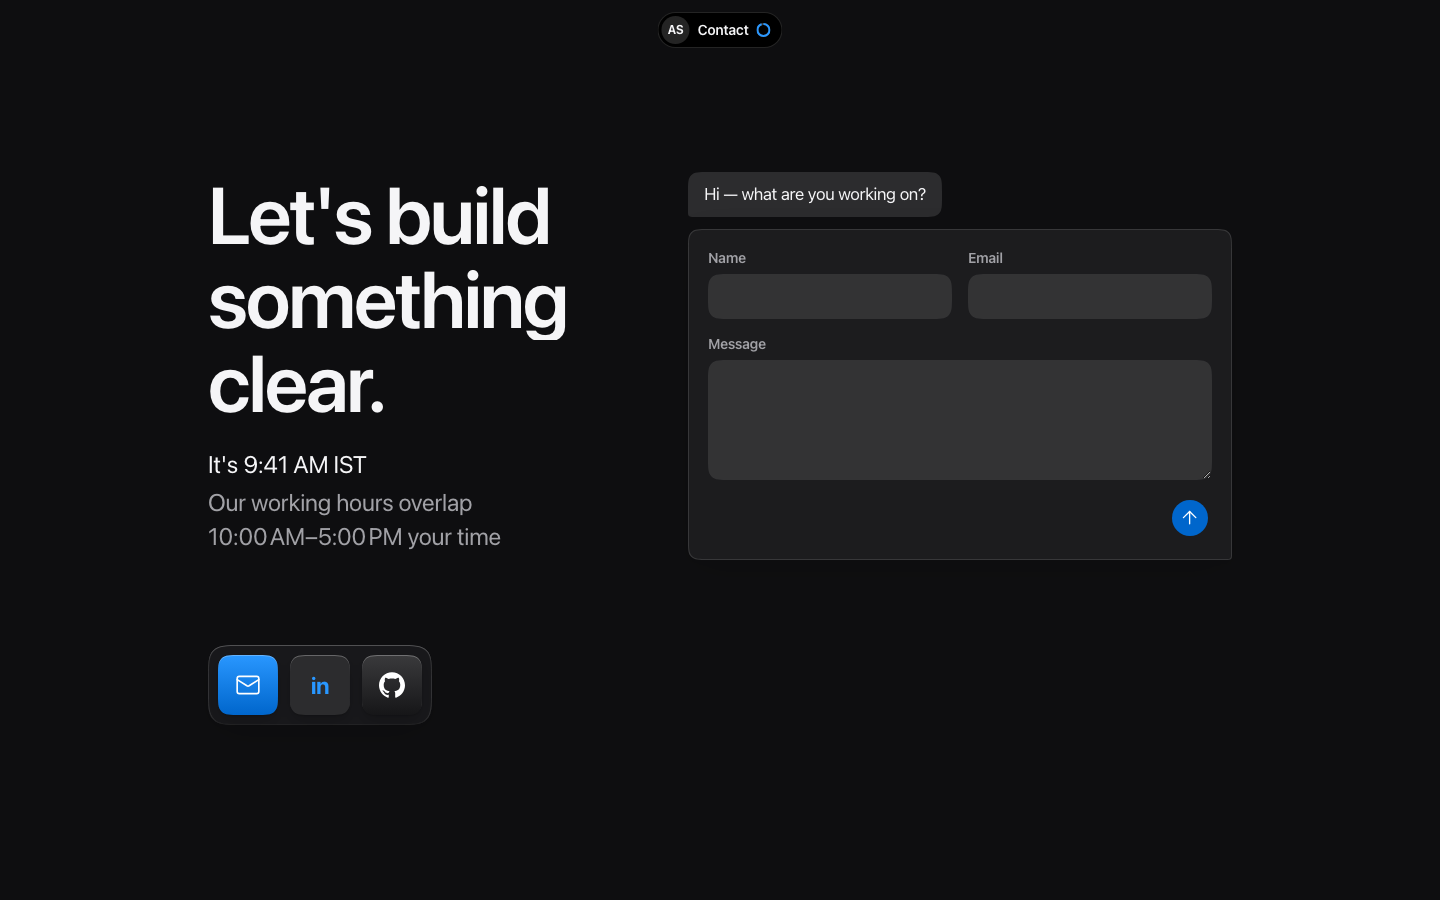 AS Contact
Let's build
something
clear.
It's 9:41 AM IST
Our working hours overlap
10:00 AM–5:00 PM your time
in
Hi — what are you working on?
Name
Email
Message